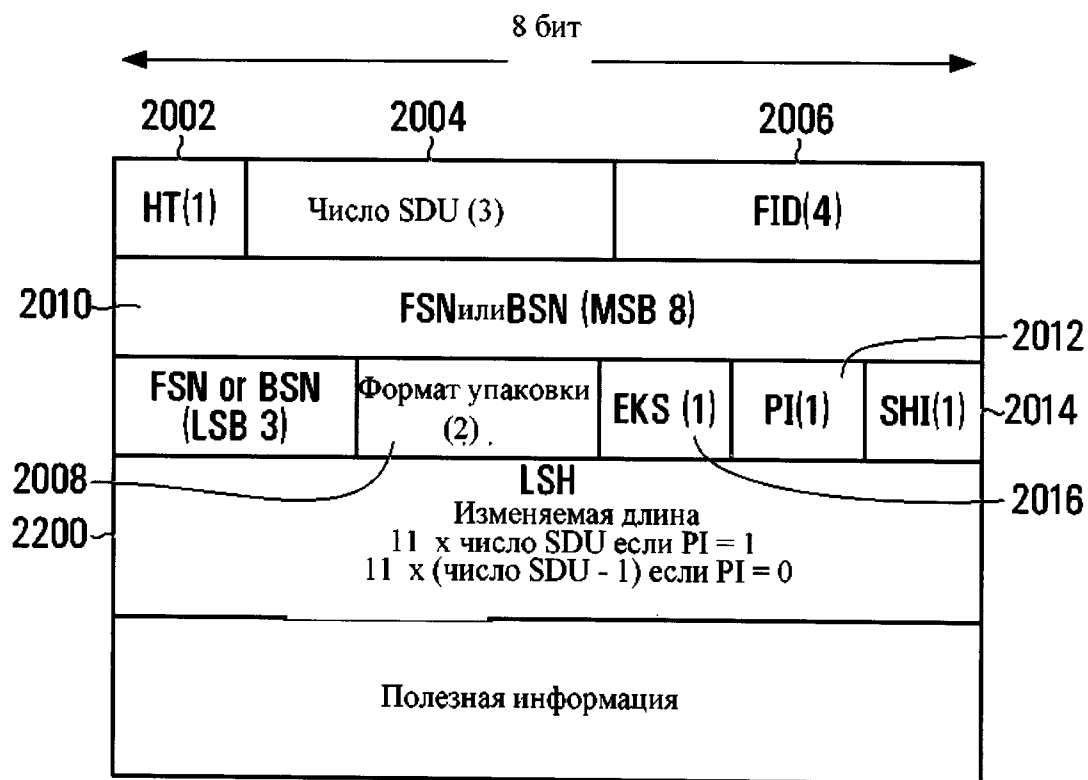 8 бит
2002 2004 2006
HT(1) Число SDU (3) FID(4)
2010 FSNилиBSN (MSB 8)
2012
FSN or BSN
(LSB 3)
Формат упаковки
(2)
EKS (1) PI(1) SHI(1) 2014
2008 LSH 2016
2200 Изменяемая длина
11 x число SDU если PI = 1
11 x (число SDU - 1) если PI = 0
Полезная информация